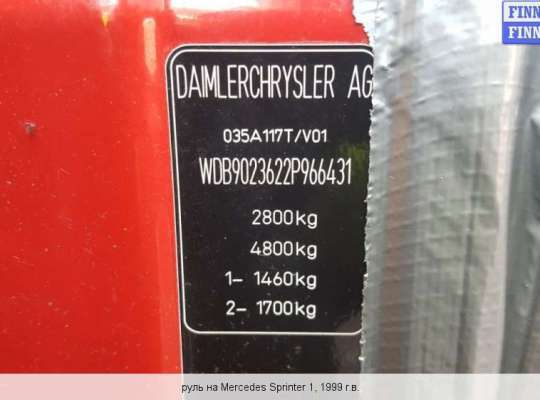 FINN
FINN
DAIMLERCHRYSLER AG
035A117T/V01
WDB9023622P966431
2800kg
4800kg
1- 1460kg
2- 1700kg
руль на Mercedes Sprinter 1, 1999 г.в.